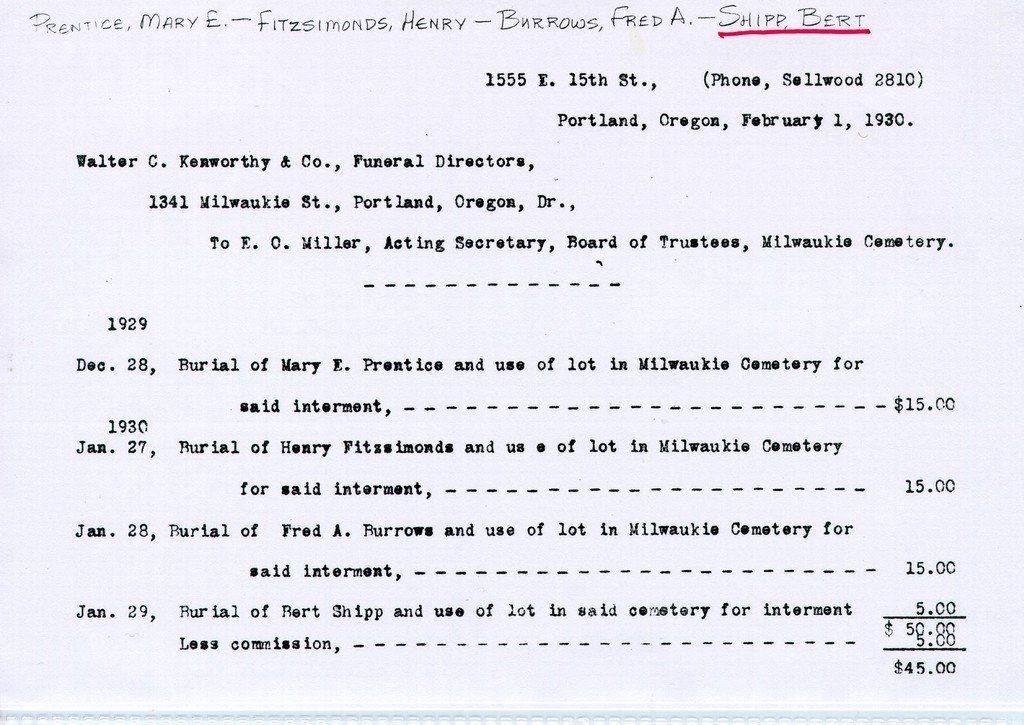 PRENTICE, MARY E. — FITZSIMONDS, HENRY — BURROWS, FRED A. — SHIPP BERT
1555 E. 15th St., (Phone, Sellwood 2810)
Portland, Oregon, February 1, 1930.
Walter C. Kenworthy & Co., Funeral Directors,
1341 Milwaukie St., Portland, Oregon, Dr.,
To E. C. Miller, Acting Secretary, Board of Trustees, Milwaukie Cemetery.
- - - - - - - - - - - - -
1929
Dec. 28, Burial of Mary E. Prentice and use of lot in Milwaukie Cemetery for
said interment, - - - - - - - - - - - - - - - - - - - - - - - - $15.00
1930
Jan. 27, Burial of Henry Fitzsimonds and us e of lot in Milwaukie Cemetery
for said interment, - - - - - - - - - - - - - - - - - - - - - 15.00
Jan. 28, Burial of Fred A. Burrows and use of lot in Milwaukie Cemetery for
said interment, - - - - - - - - - - - - - - - - - - - - - - - 15.00
Jan. 29, Burial of Bert Shipp and use of lot in said cemetery for interment 5.00
$ 50.00
Less commission, - - - - - - - - - - - - - - - - - - - - - - - - - 5.00
$45.00